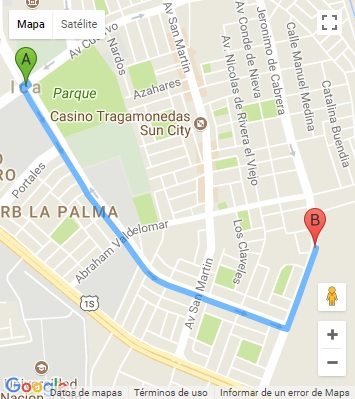 Mapa
Satélite
A
Av Cutervo
Nardos
Av San Martin
Jeronimo de Cabrera
Calle Manuel Medina
Catalina Buendia
Av Conde de Nieva
Av. Nicolas de Rivera el Viejo
Ica
Parque
Azahares
Casino Tragamonedas
Sun City
Portales
RO
RB LA PALMA
Abraham Valdelomar
Los Claveles
B
Av San Martin
1S
Nacion
Datos de mapas
Términos de uso
Informar de un error de Maps